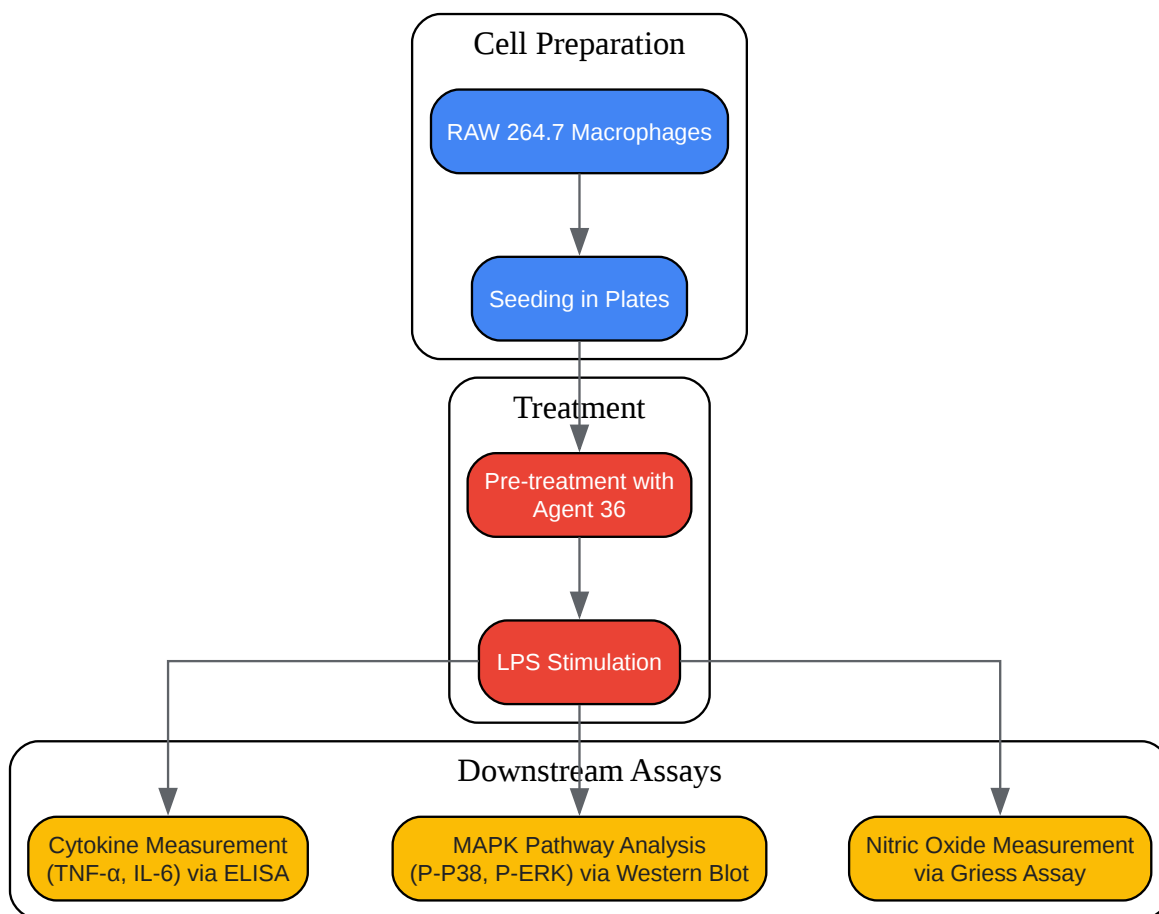 Cell Preparation
RAW 264.7 Macrophages
Seeding in Plates
Treatment
Pre-treatment with
Agent 36
LPS Stimulation
Downstream Assays
Cytokine Measurement
(TNF-α, IL-6) via ELISA
MAPK Pathway Analysis
(P-P38, P-ERK) via Western Blot
Nitric Oxide Measurement
via Griess Assay